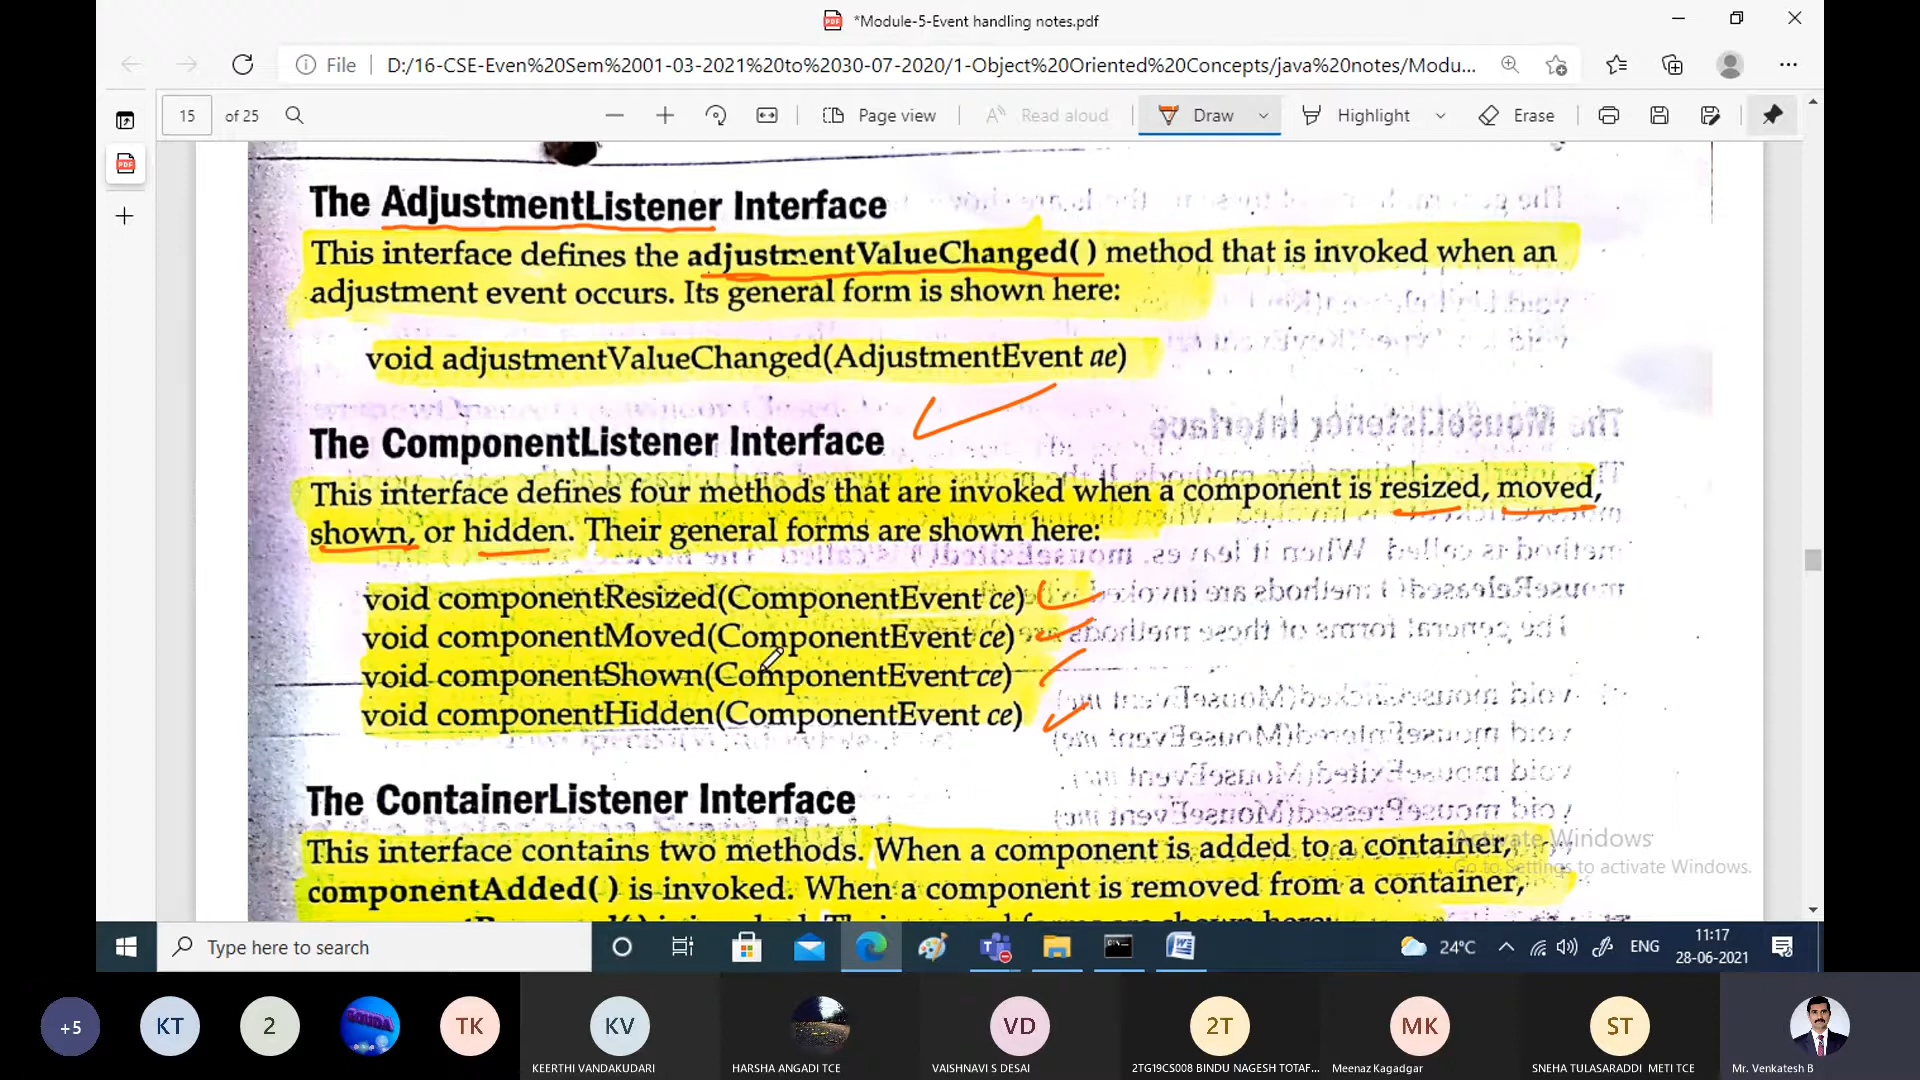 *Module-5-Event handling notes.pdf
File | D:/16-CSE-Even%20Sem%2001-03-2021%20to%2030-07-2020/1-Object%20Oriented%20Concepts/java%20notes/Modu...
15 of 25 Page view Read aloud Draw Highlight Erase
The AdjustmentListener Interface
This interface defines the adjustmentValueChanged( ) method that is invoked when an
adjustment event occurs. Its general form is shown here:
void adjustmentValueChanged(AdjustmentEvent ae)
The ComponentListener Interface
This interface defines four methods that are invoked when a component is resized, moved,
shown, or hidden. Their general forms are shown here:
void componentResized(ComponentEvent ce)
void componentMoved(ComponentEvent ce)
void componentShown(ComponentEvent ce)
void componentHidden(ComponentEvent ce)
The ContainerListener Interface
This interface contains two methods. When a component is added to a container,
componentAdded( ) is invoked. When a component is removed from a container,
Activate Windows
Go to Settings to activate Windows.
Type here to search
24°C ENG 11:17
28-06-2021
+5 KT 2 GOUDA TK KV VD 2T MK ST
KEERTHI VANDAKUDARI HARSHA ANGADI TCE VAISHNAVI S DESAI 2TG19CS008 BINDU NAGESH TOTAF... Meenaz Kagadgar SNEHA TULASARADDI METI TCE Mr. Venkatesh B